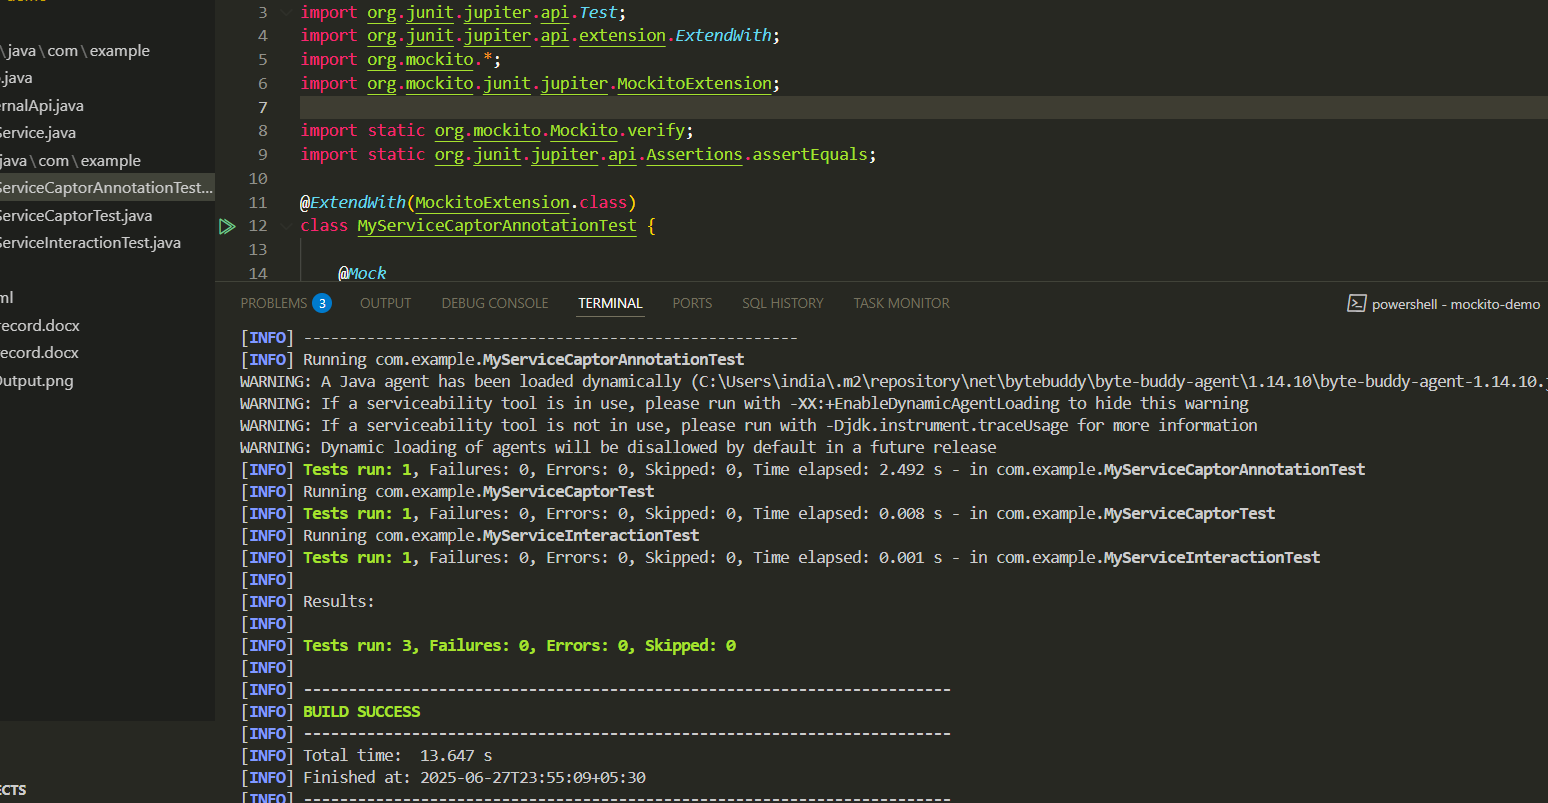 \java\com\example
.java
ernalApi.java
Service.java
java\com\example
ServiceCaptorAnnotationTest...
ServiceCaptorTest.java
ServiceInteractionTest.java
ml
record.docx
ecord.docx
Output.png
ECTS
3 import org.junit.jupiter.api.Test;
4 import org.junit.jupiter.api.extension.ExtendWith;
5 import org.mockito.*;
6 import org.mockito.junit.jupiter.MockitoExtension;
7
8 import static org.mockito.Mockito.verify;
9 import static org.junit.jupiter.api.Assertions.assertEquals;
10
11 @ExtendWith(MockitoExtension.class)
12 class MyServiceCaptorAnnotationTest {
13
14 @Mock
PROBLEMS 3 OUTPUT DEBUG CONSOLE TERMINAL PORTS SQL HISTORY TASK MONITOR powershell - mockito-demo
[INFO] -------------------------------------------------------
[INFO] Running com.example.MyServiceCaptorAnnotationTest
WARNING: A Java agent has been loaded dynamically (C:\Users\india\.m2\repository\net\bytebuddy\byte-buddy-agent\1.14.10\byte-buddy-agent-1.14.10.j
WARNING: If a serviceability tool is in use, please run with -XX:+EnableDynamicAgentLoading to hide this warning
WARNING: If a serviceability tool is not in use, please run with -Djdk.instrument.traceUsage for more information
WARNING: Dynamic loading of agents will be disallowed by default in a future release
[INFO] Tests run: 1, Failures: 0, Errors: 0, Skipped: 0, Time elapsed: 2.492 s - in com.example.MyServiceCaptorAnnotationTest
[INFO] Running com.example.MyServiceCaptorTest
[INFO] Tests run: 1, Failures: 0, Errors: 0, Skipped: 0, Time elapsed: 0.008 s - in com.example.MyServiceCaptorTest
[INFO] Running com.example.MyServiceInteractionTest
[INFO] Tests run: 1, Failures: 0, Errors: 0, Skipped: 0, Time elapsed: 0.001 s - in com.example.MyServiceInteractionTest
[INFO]
[INFO] Results:
[INFO]
[INFO] Tests run: 3, Failures: 0, Errors: 0, Skipped: 0
[INFO]
[INFO] ------------------------------------------------------------------------
[INFO] BUILD SUCCESS
[INFO] ------------------------------------------------------------------------
[INFO] Total time:  13.647 s
[INFO] Finished at: 2025-06-27T23:55:09+05:30
[INFO] ------------------------------------------------------------------------